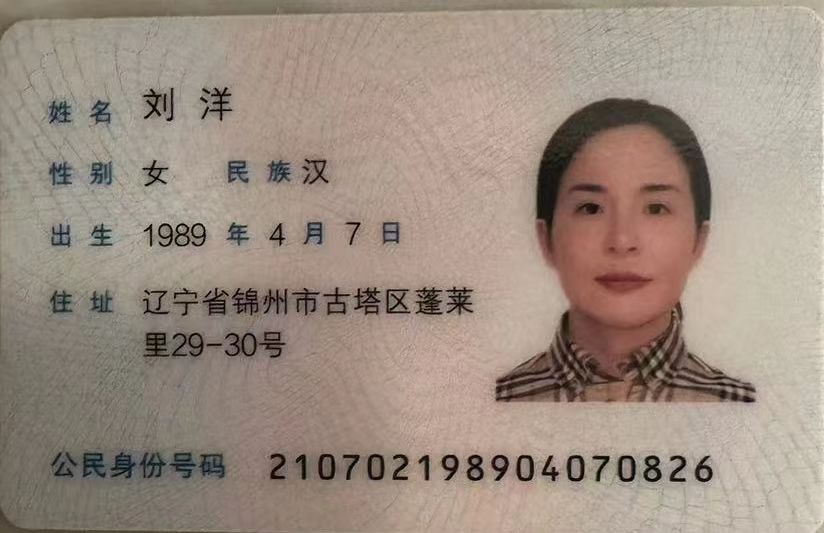 姓名 刘洋
性别 女 民族 汉
出生 1989 年 4 月 7 日
住址 辽宁省锦州市古塔区蓬莱
里29-30号
公民身份号码 210702198904070826